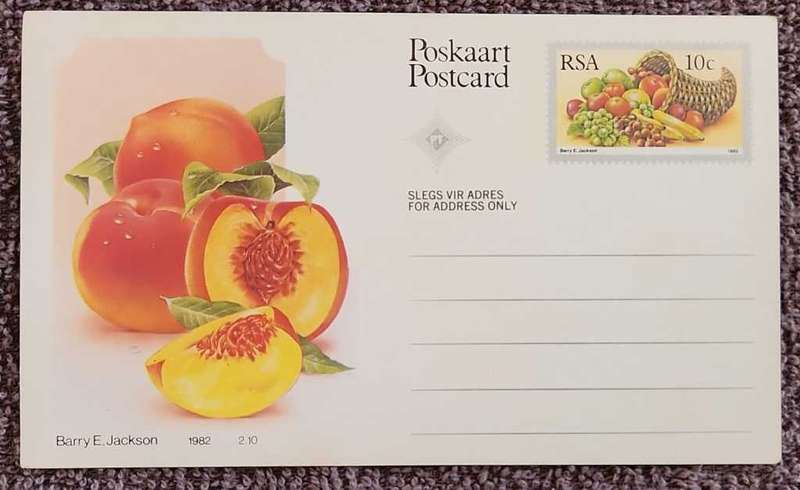 Poskaart
Postcard
RSA 10c
Barry E. Jackson 1982
SLEGS VIR ADRES
FOR ADDRESS ONLY
Barry E. Jackson 1982 2.10